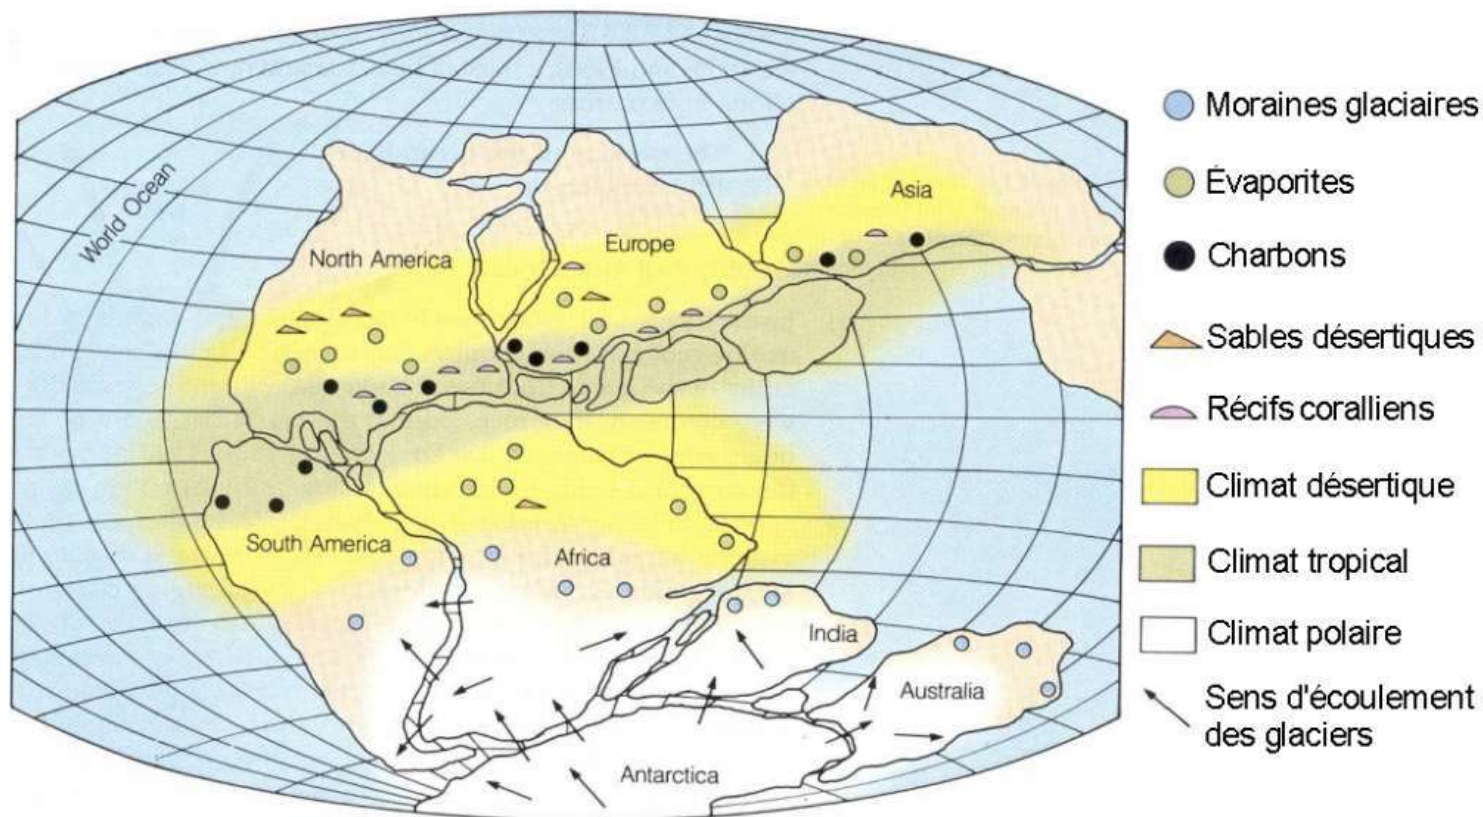 World Ocean
North America
Europe
Asia
South America
Africa
India
Australia
Antarctica
Moraines glaciaires
Évaporites
Charbons
Sables désertiques
Récifs coralliens
Climat désertique
Climat tropical
Climat polaire
Sens d'écoulement
des glaciers